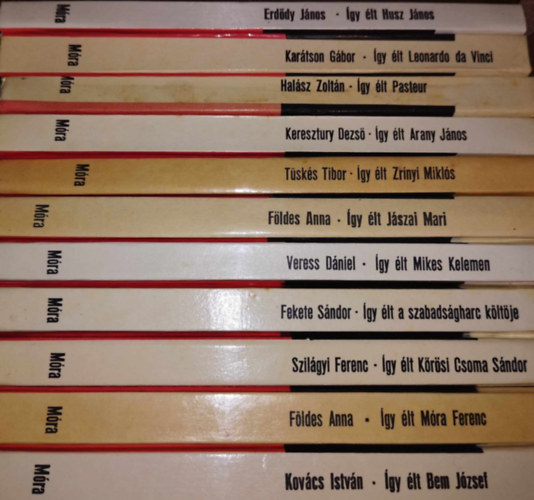 Móra Erdödy János · Így élt Husz János
Móra Karátson Gábor · Így élt Leonardo da Vinci
Móra Halász Zoltán · Így élt Pasteur
Móra Keresztury Dezső · Így élt Arany János
Móra Tüskés Tibor · Így élt Zrínyi Miklós
Móra Földes Anna · Így élt Jászai Mari
Móra Veress Dániel · Így élt Mikes Kelemen
Móra Fekete Sándor · Így élt a szabadságharc költője
Móra Szilágyi Ferenc · Így élt Kőrösi Csoma Sándor
Móra Földes Anna · Így élt Móra Ferenc
Móra Kovács István · Így élt Bem József